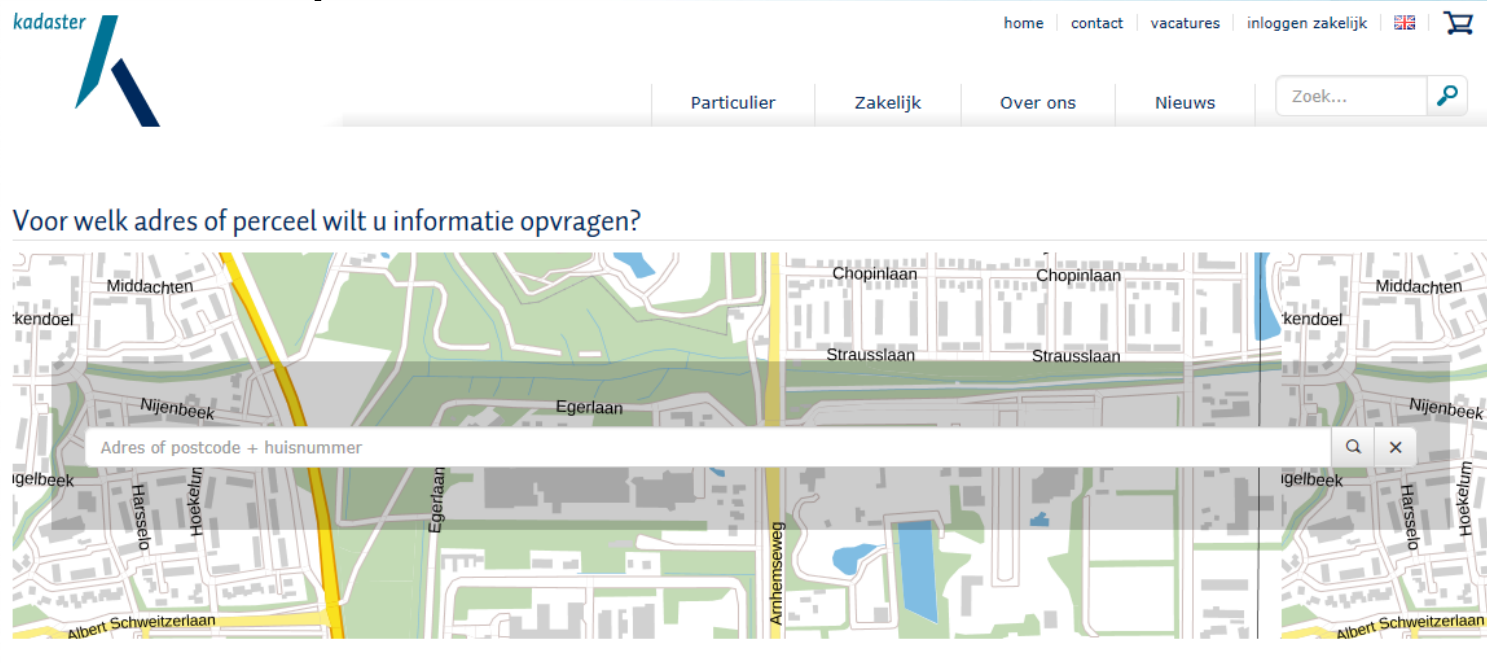 kadaster
home contact vacatures inloggen zakelijk
Particulier Zakelijk Over ons Nieuws Zoek...
Voor welk adres of perceel wilt u informatie opvragen?
Chopinlaan Chopinlaan
Middachten Middachten
kendoel kendoel
Strausslaan Strausslaan
Nijenbeek Egerlaan Nijenbeek
Adres of postcode + huisnummer
gelbeek gelbeek
Harsselo Hoekelum Egerlaan Harsselo Hoekelum
Arnhemseweg
Albert Schweitzerlaan Albert Schweitzerlaan